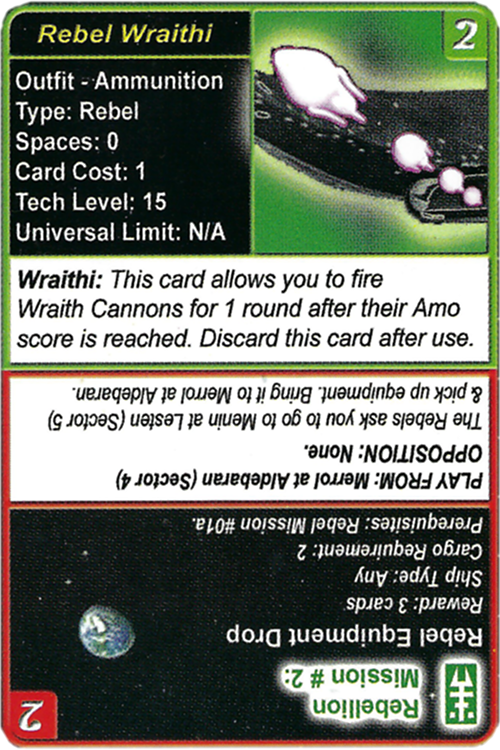 Rebel Wraithi
2
Outfit - Ammunition
Type: Rebel
Spaces: 0
Card Cost: 1
Tech Level: 15
Universal Limit: N/A
Wraithi: This card allows you to fire
Wraith Cannons for 1 round after their Amo
score is reached. Discard this card after use.
2
Rebellion
Mission # 2:
Rebel Equipment Drop
Reward: 3 cards
Ship Type: Any
Cargo Requirement: 2
Prerequisites: Rebel Mission #01a.
PLAY FROM: Merrol at Aldebaran (Sector 4)
OPPOSITION: None.
The Rebels ask you to go to Menin at Lesten (Sector 5)
& pick up equipment. Bring it to Merrol at Aldebaran.